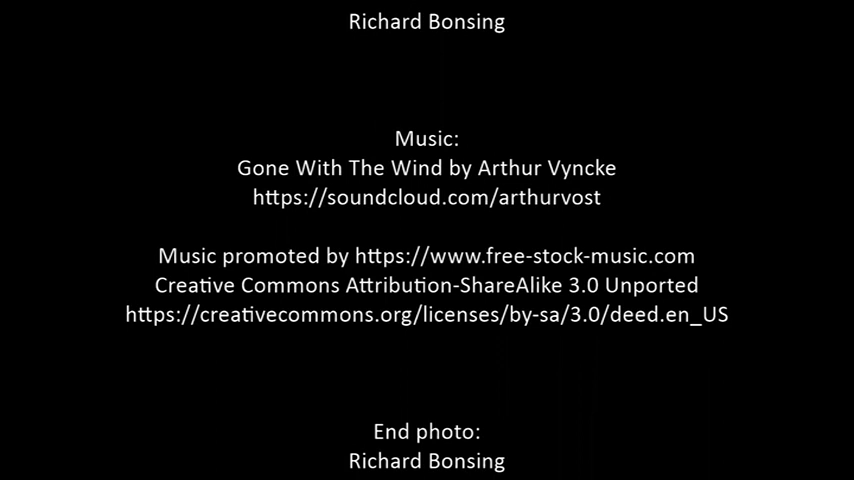 Richard Bonsing
Music:
Gone With The Wind by Arthur Vyncke
https://soundcloud.com/arthurvost
Music promoted by https://www.free-stock-music.com
Creative Commons Attribution-ShareAlike 3.0 Unported
https://creativecommons.org/licenses/by-sa/3.0/deed.en_US
End photo:
Richard Bonsing